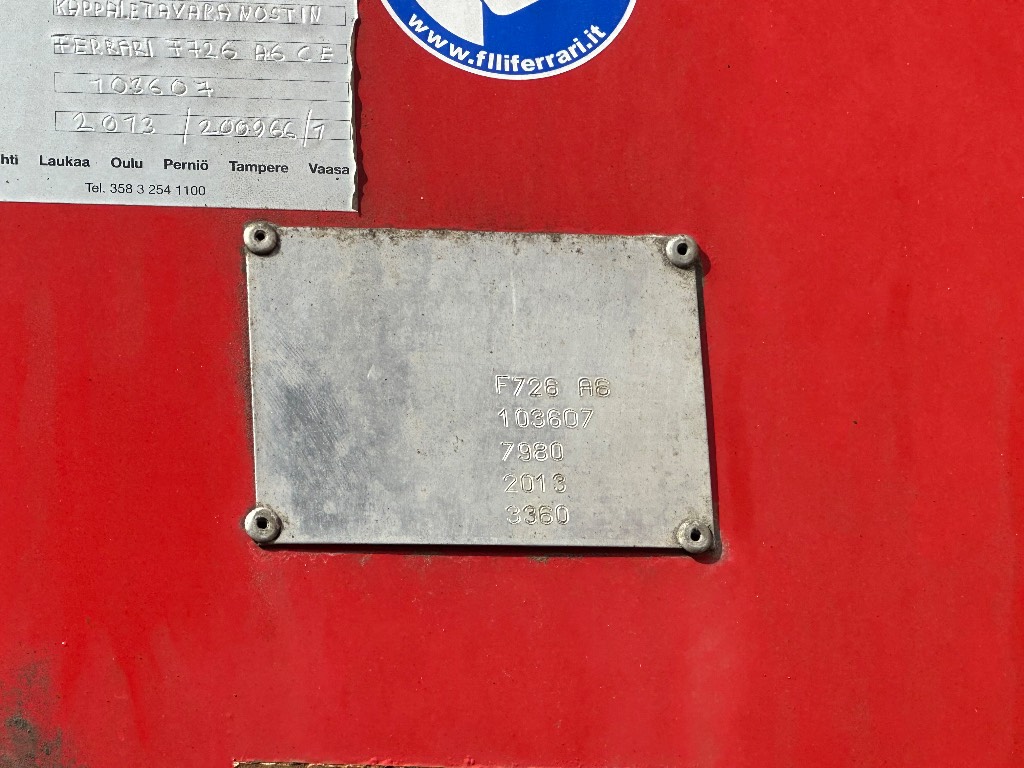 KAPPALETAVARANOSTIN
FERRARI F726 A6 CE
103607
2013 /200966/1
hti Laukaa Oulu Perniö Tampere Vaasa
Tel. 358 3 254 1100
www.flliferrari.it
F726 A6
103607
7980
2013
3360